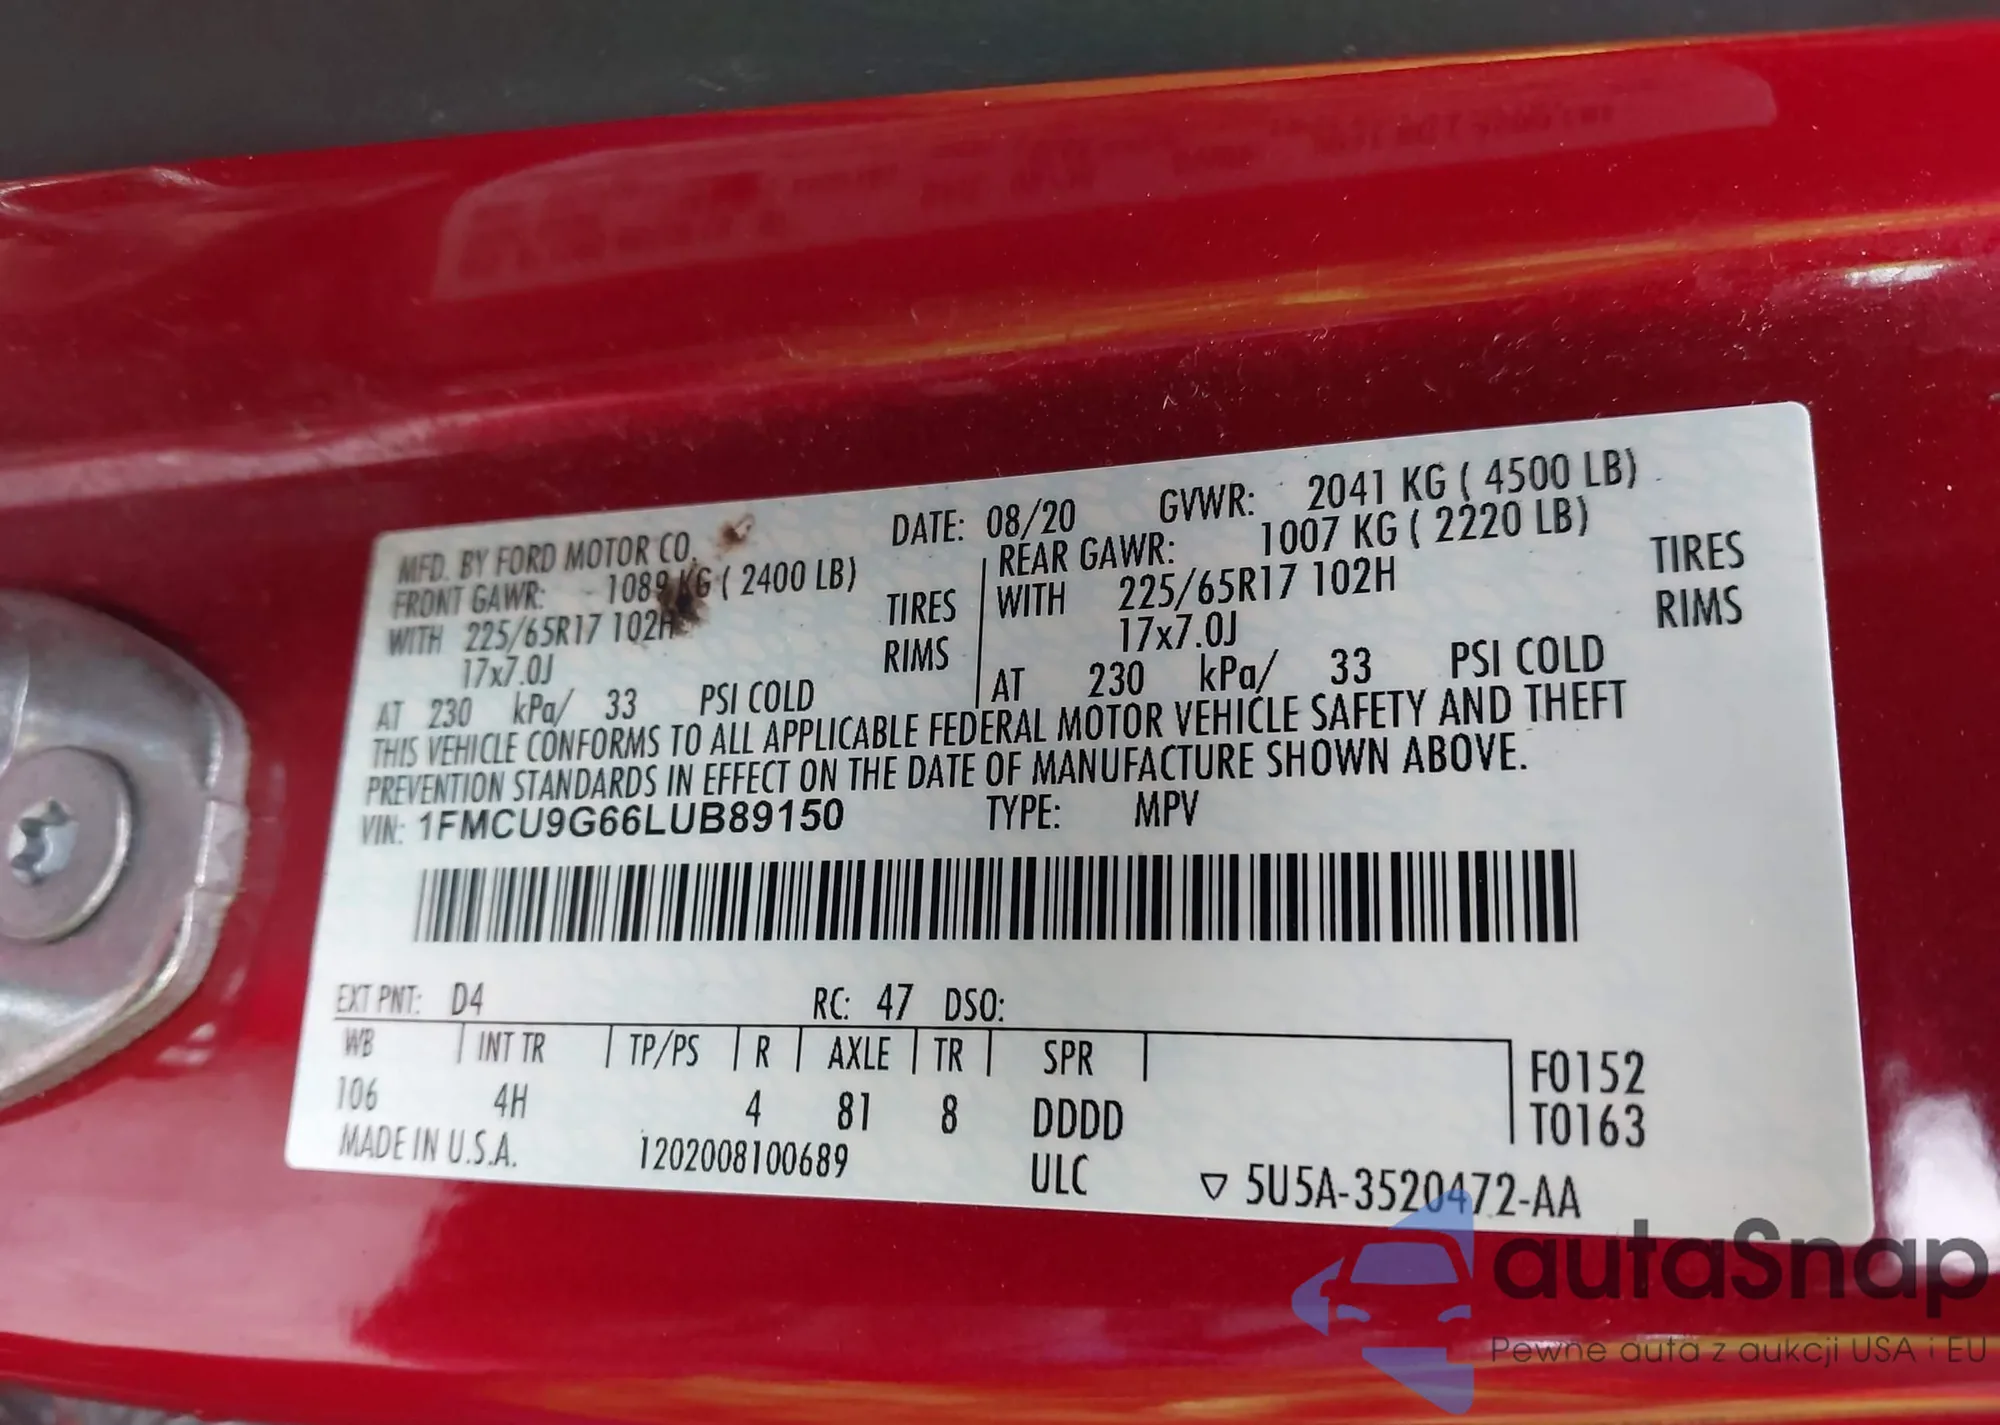 MFD. BY FORD MOTOR CO. DATE: 08/20 GVWR: 2041 KG ( 4500 LB)
FRONT GAWR: 1089 KG ( 2400 LB) REAR GAWR: 1007 KG ( 2220 LB)
WITH 225/65R17 102H TIRES WITH 225/65R17 102H TIRES
17x7.0J RIMS 17x7.0J RIMS
AT 230 kPa/ 33 PSI COLD AT 230 kPa/ 33 PSI COLD
THIS VEHICLE CONFORMS TO ALL APPLICABLE FEDERAL MOTOR VEHICLE SAFETY AND THEFT
PREVENTION STANDARDS IN EFFECT ON THE DATE OF MANUFACTURE SHOWN ABOVE.
VIN: 1FMCU9G66LUB89150 TYPE: MPV
EXT PNT: D4 RC: 47 DSO:
WB INT TR TP/PS R AXLE TR SPR F0152
106 4H 4 81 8 DDDD T0163
MADE IN U.S.A. 1202008100689 ULC ▽ 5U5A-3520472-AA
autaSnap
Pewne auta z aukcji USA i EU